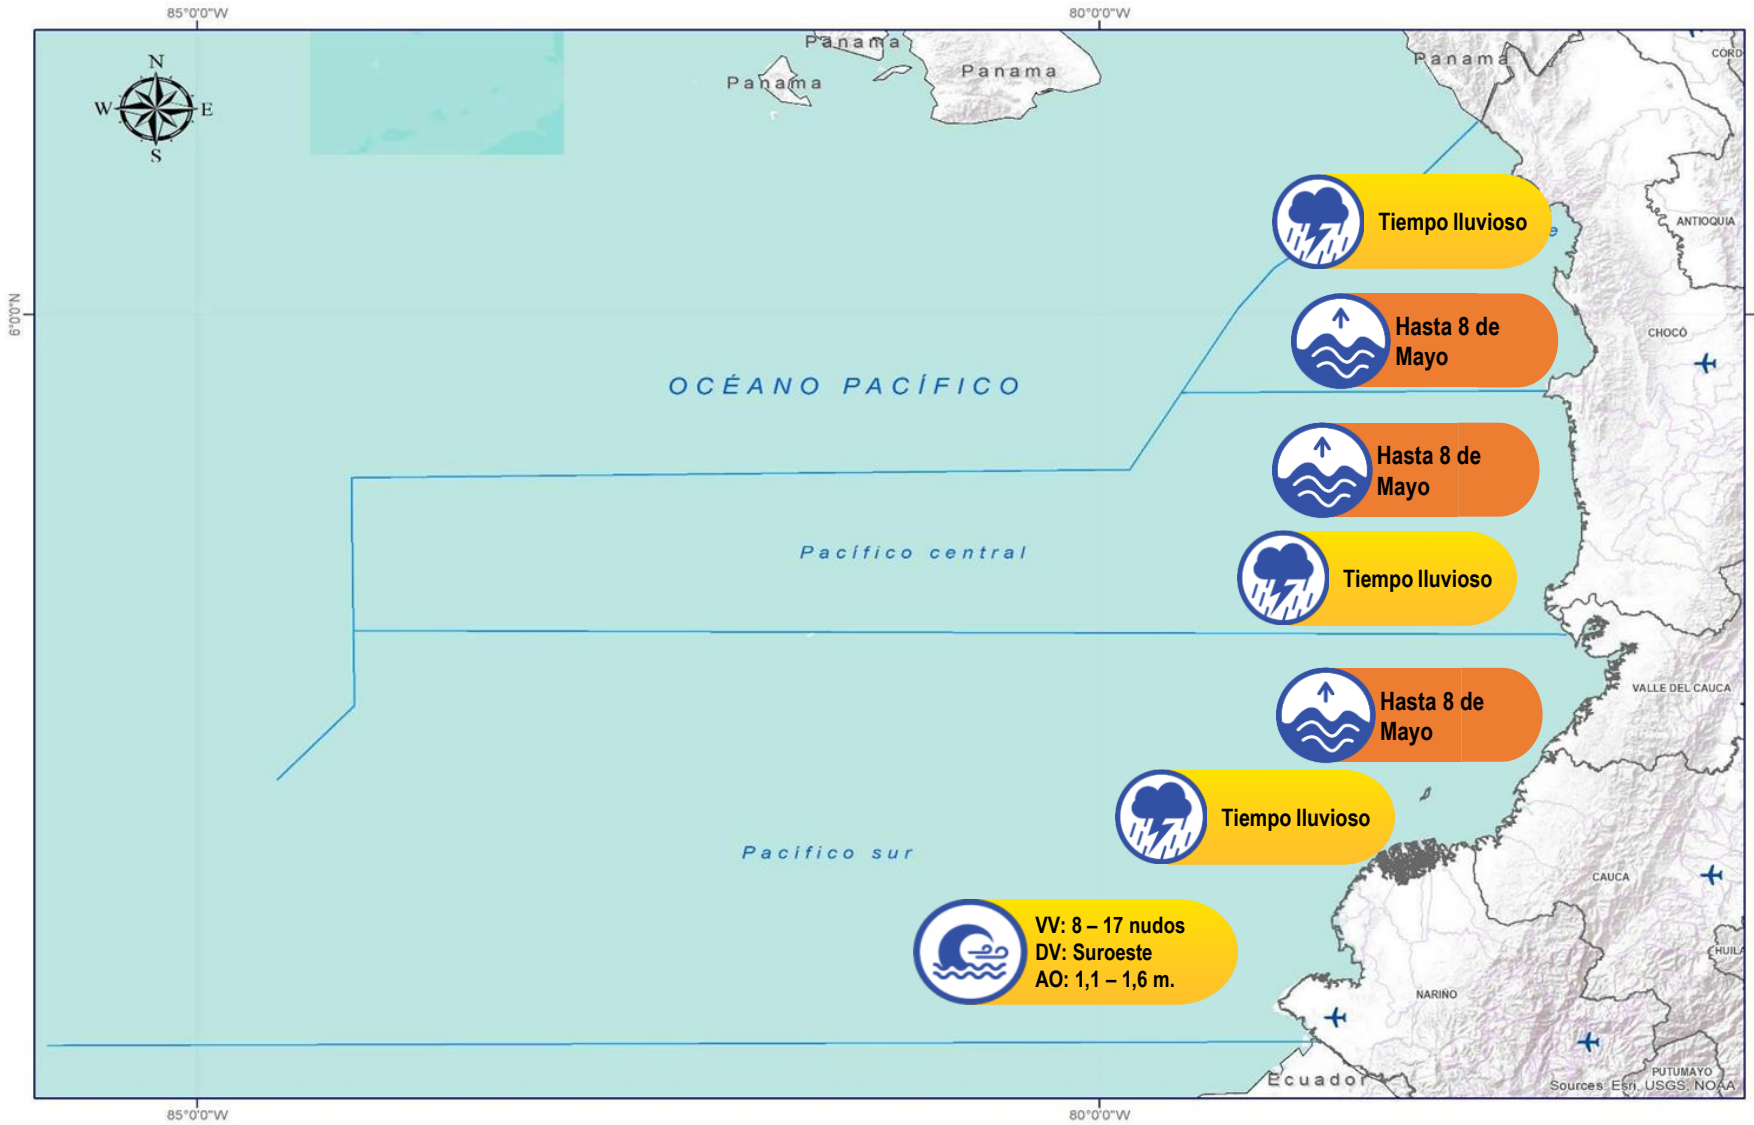 85°0'0"W
80°0'0"W
N
W
E
S
Panama
Panama
Panama
Panama
ANTIOQUIA
Tiempo lluvioso
e
6°0'0"N
Hasta 8 de
Mayo
CHOCÓ
OCÉANO PACÍFICO
Hasta 8 de
Mayo
Pacífico central
Tiempo lluvioso
VALLE DEL CAUCA
Hasta 8 de
Mayo
Tiempo lluvioso
Pacífico sur
CAUCA
VV: 8 – 17 nudos
DV: Suroeste
AO: 1,1 – 1,6 m.
HUILA
NARIÑO
PUTUMAYO
Ecuador
Sources: Esri, USGS, NOAA
85°0'0"W
80°0'0"W